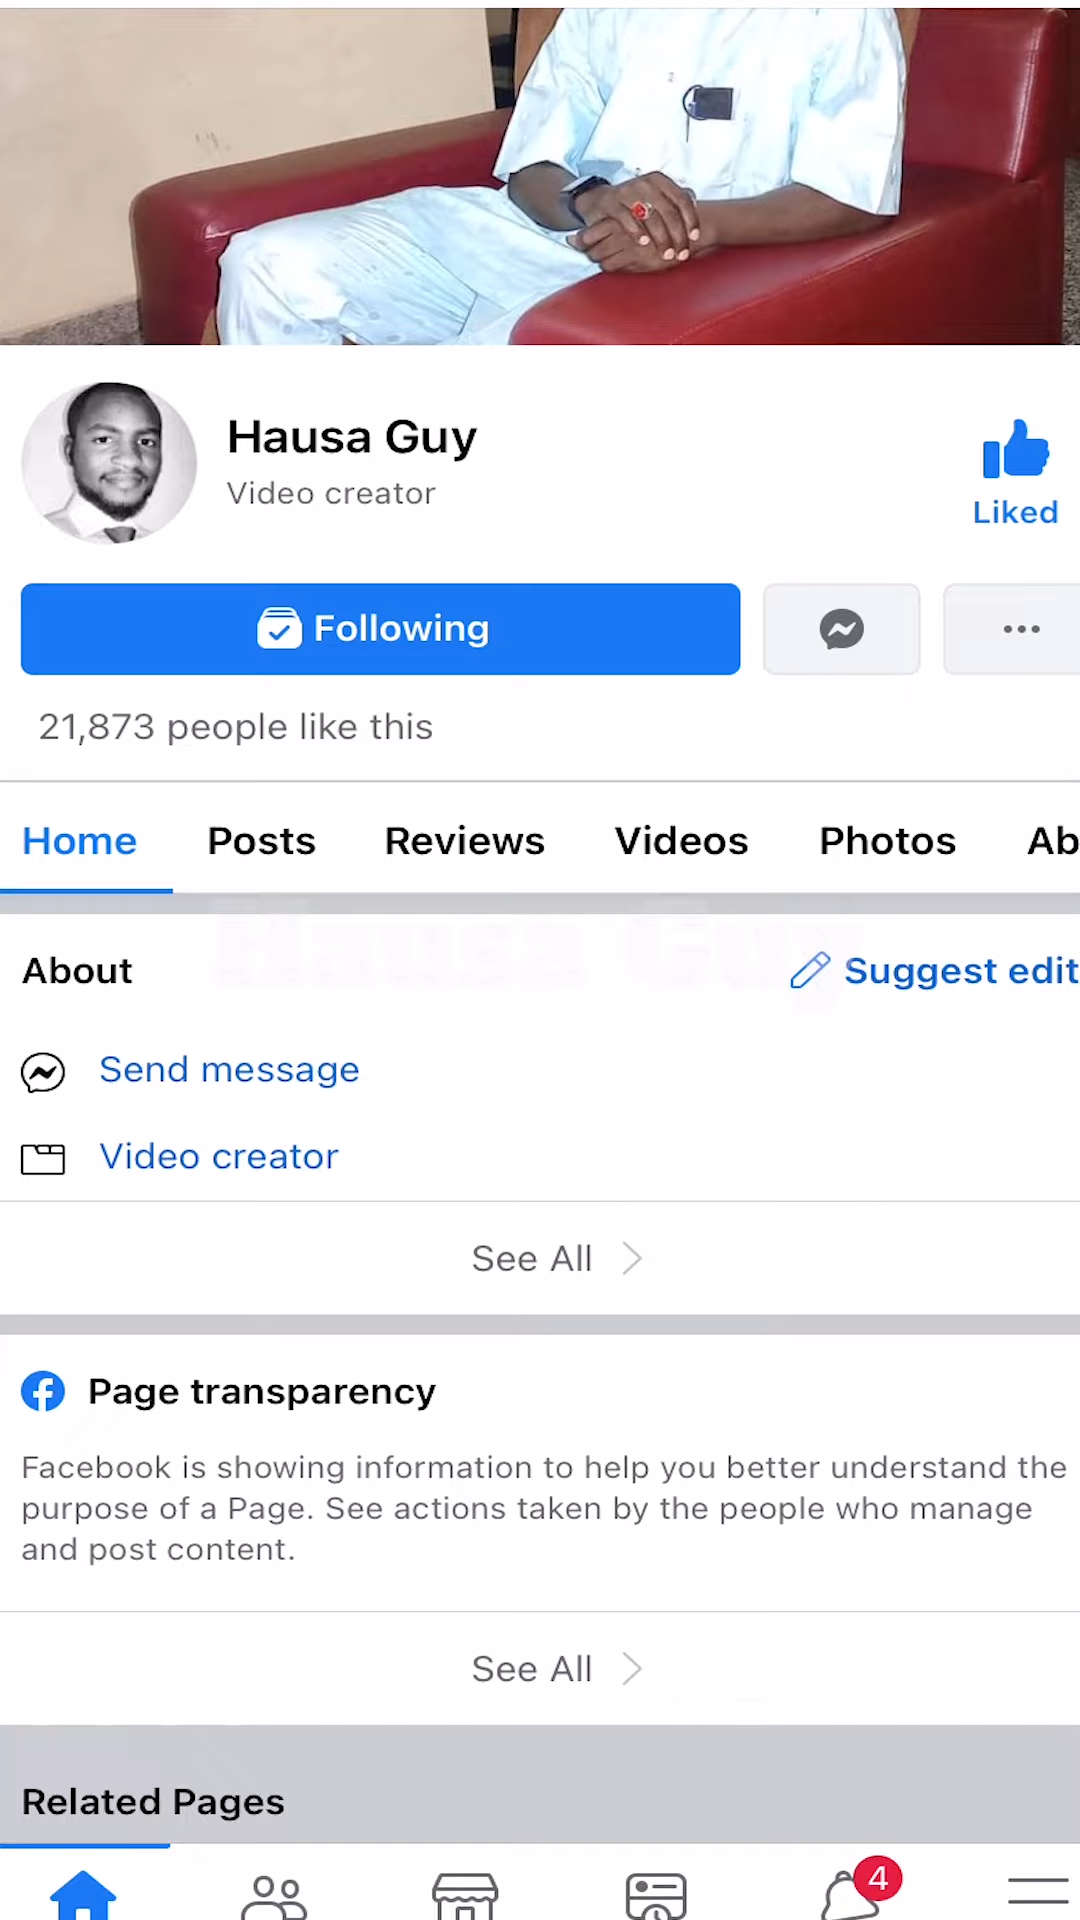 Hausa Guy
Video creator
Liked
Following
21,873 people like this
Home Posts Reviews Videos Photos Ab
Hausa Guy
About
Suggest edit
Send message
Video creator
See All
Page transparency
Facebook is showing information to help you better understand the
purpose of a Page. See actions taken by the people who manage
and post content.
See All
Related Pages
4